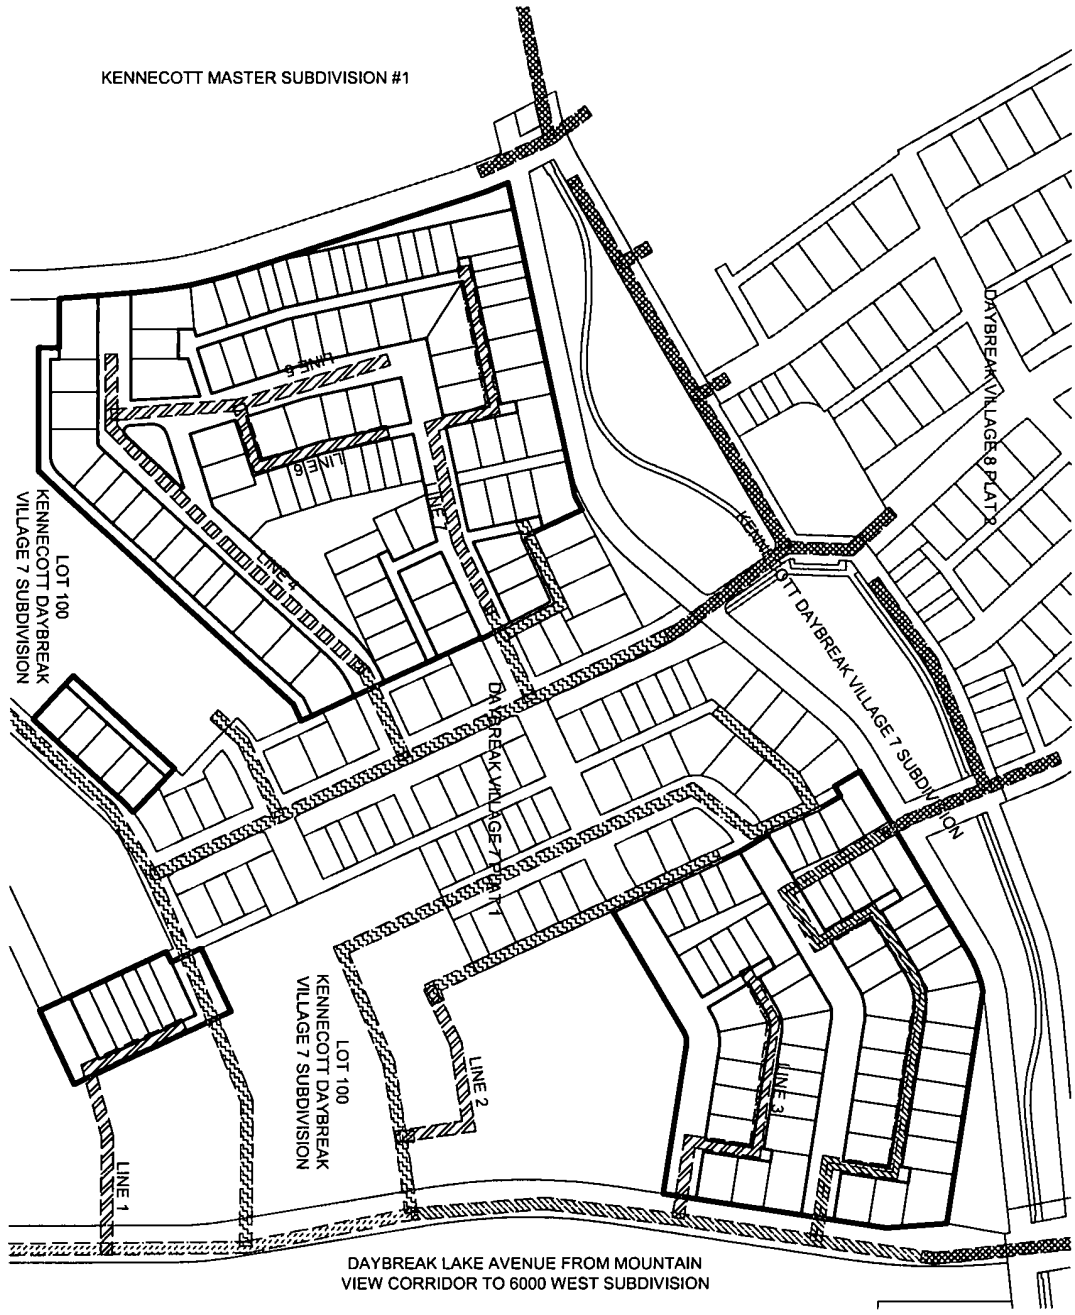 KENNECOTT MASTER SUBDIVISION #1
DAYBREAK VILLAGE 8 PLAT 2
LINE 6
LINE 6
LINE 7
LINE 4
LOT 100
KENNECOTT DAYBREAK
VILLAGE 7 SUBDIVISION
KENNECOTT DAYBREAK VILLAGE 7 SUBDIVISION
DAYBREAK VILLAGE 7 PLAT 1
LOT 100
KENNECOTT DAYBREAK
VILLAGE 7 SUBDIVISION
LINE 2
LINE 3
LINE 1
DAYBREAK LAKE AVENUE FROM MOUNTAIN
VIEW CORRIDOR TO 6000 WEST SUBDIVISION